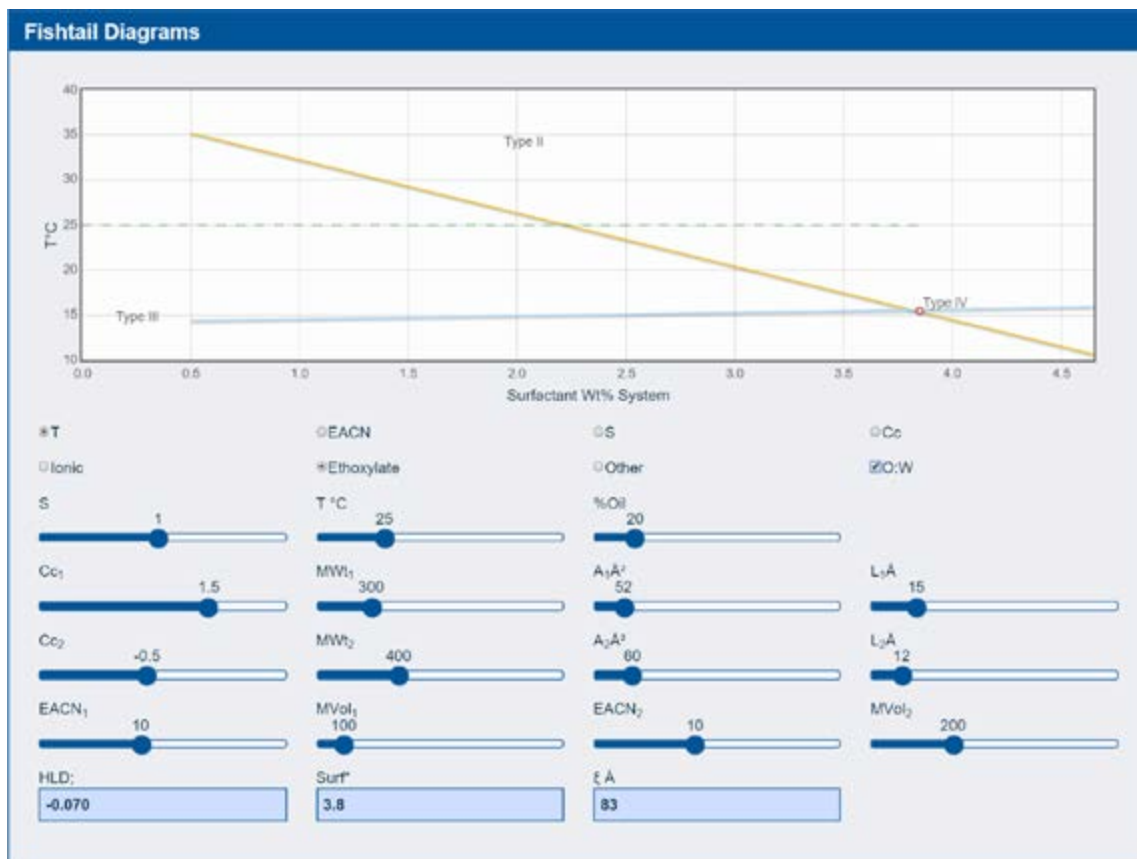 Fishtail Diagrams
40
35
Type II
30
T°C
25
20
Type IV
15
Type III
10
0.0 0.5 1.0 1.5 2.0 2.5 3.0 3.5 4.0 4.5
Surfactant Wt% System
T EACN S Cc
Ionic Ethoxylate Other O:W
S T °C %Oil
1 25 20
Cc₁ MWt₁ A₁Å² L₁Å
1.5 300 52 15
Cc₂ MWt₂ A₂Å² L₂Å
-0.5 400 60 12
EACN₁ MVol₁ EACN₂ MVol₂
10 100 10 200
HLD: Surf* ξ Å
-0.070 3.8 83